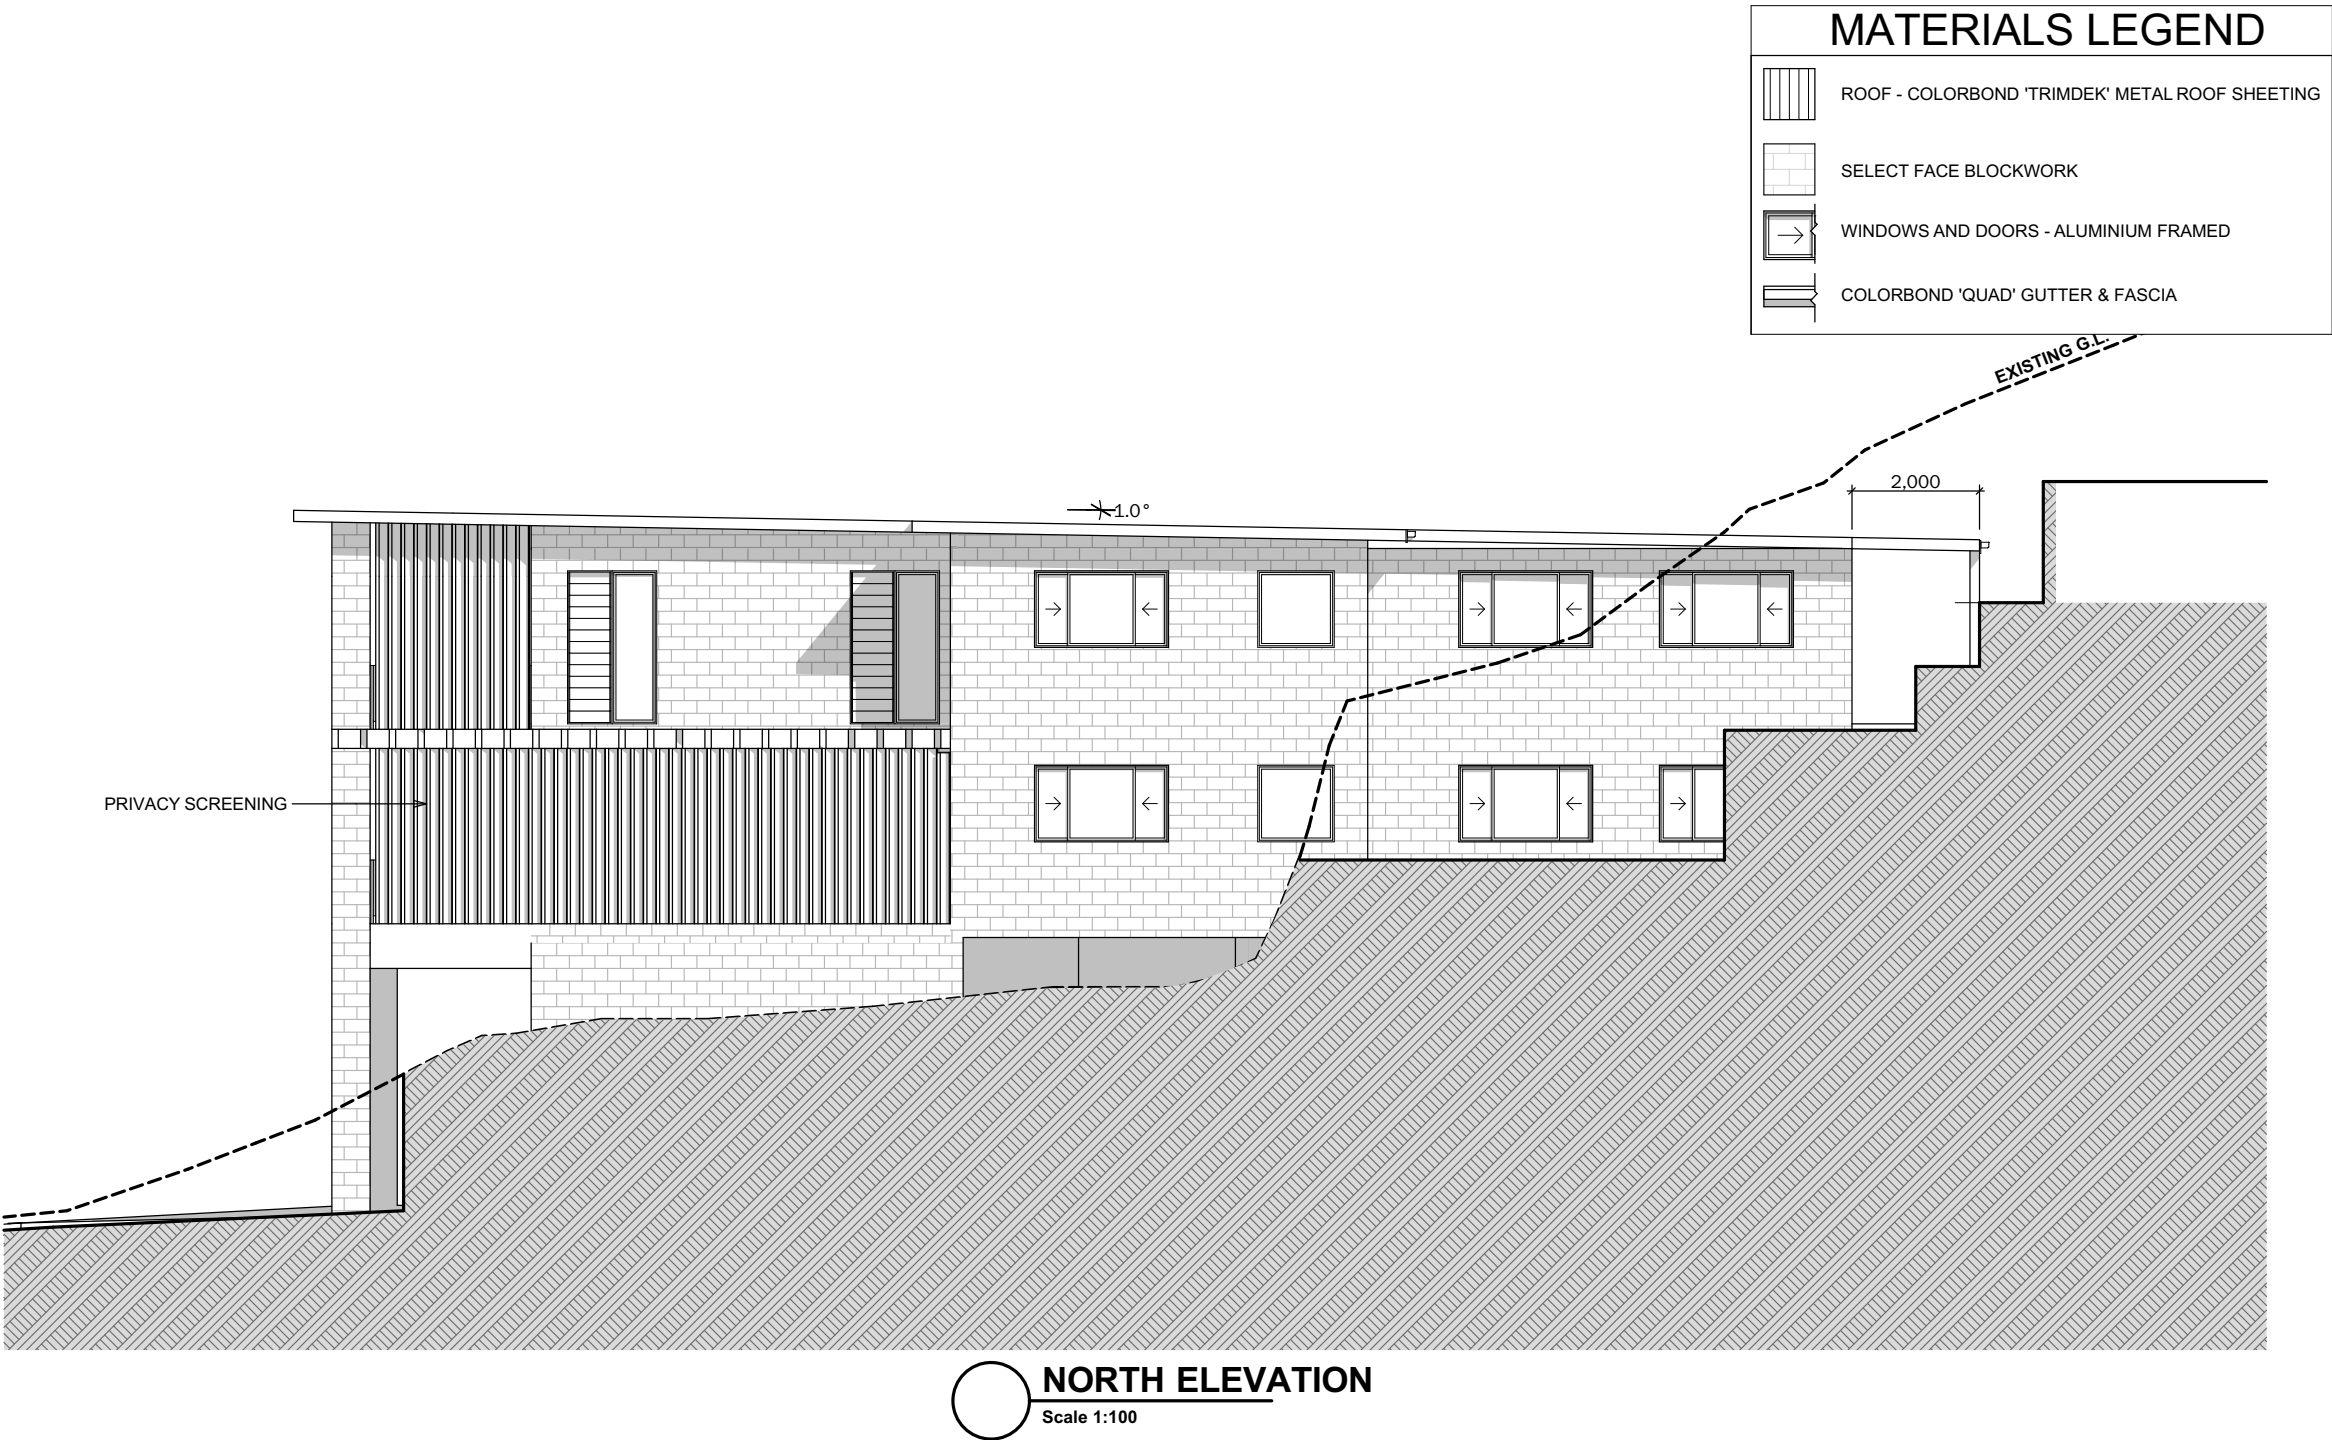 MATERIALS LEGEND
ROOF - COLORBOND 'TRIMDEK' METAL ROOF SHEETING
SELECT FACE BLOCKWORK
WINDOWS AND DOORS - ALUMINIUM FRAMED
COLORBOND 'QUAD' GUTTER & FASCIA
EXISTING G.L.
2,000
1.0°
PRIVACY SCREENING
NORTH ELEVATION
Scale 1:100